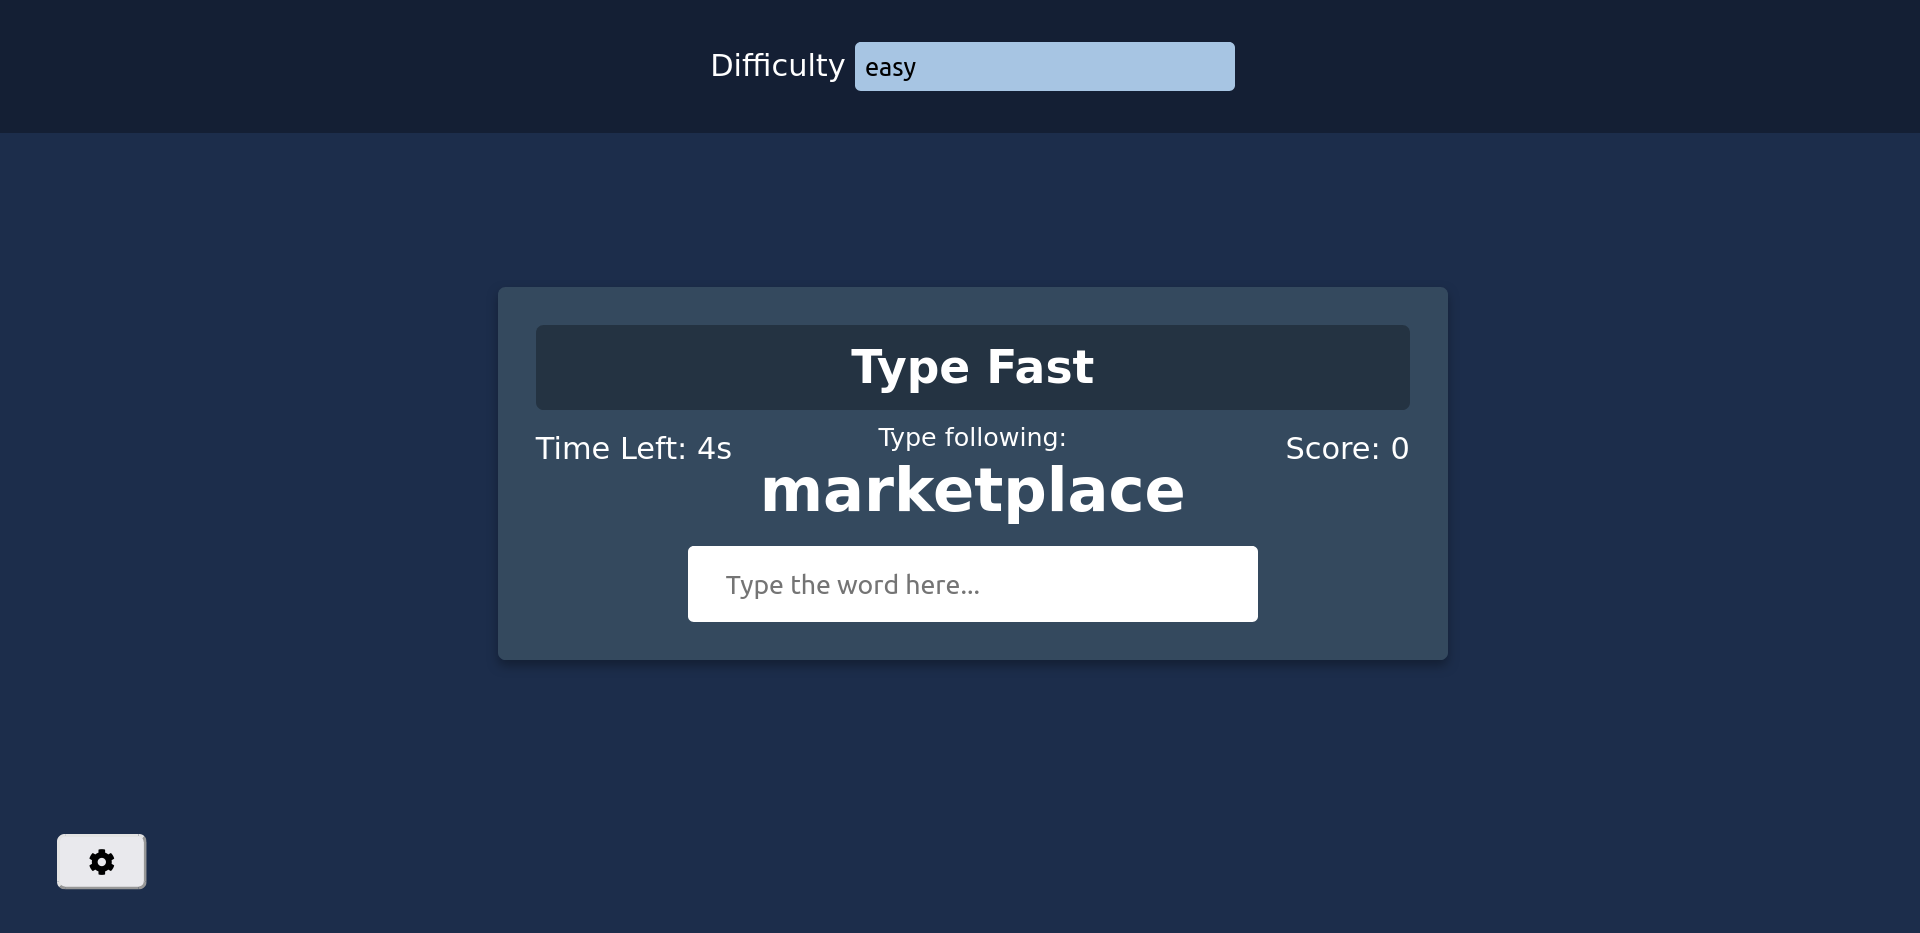 Difficulty easy
Type Fast
Time Left: 4s
Type following:
Score: 0
marketplace
Type the word here...